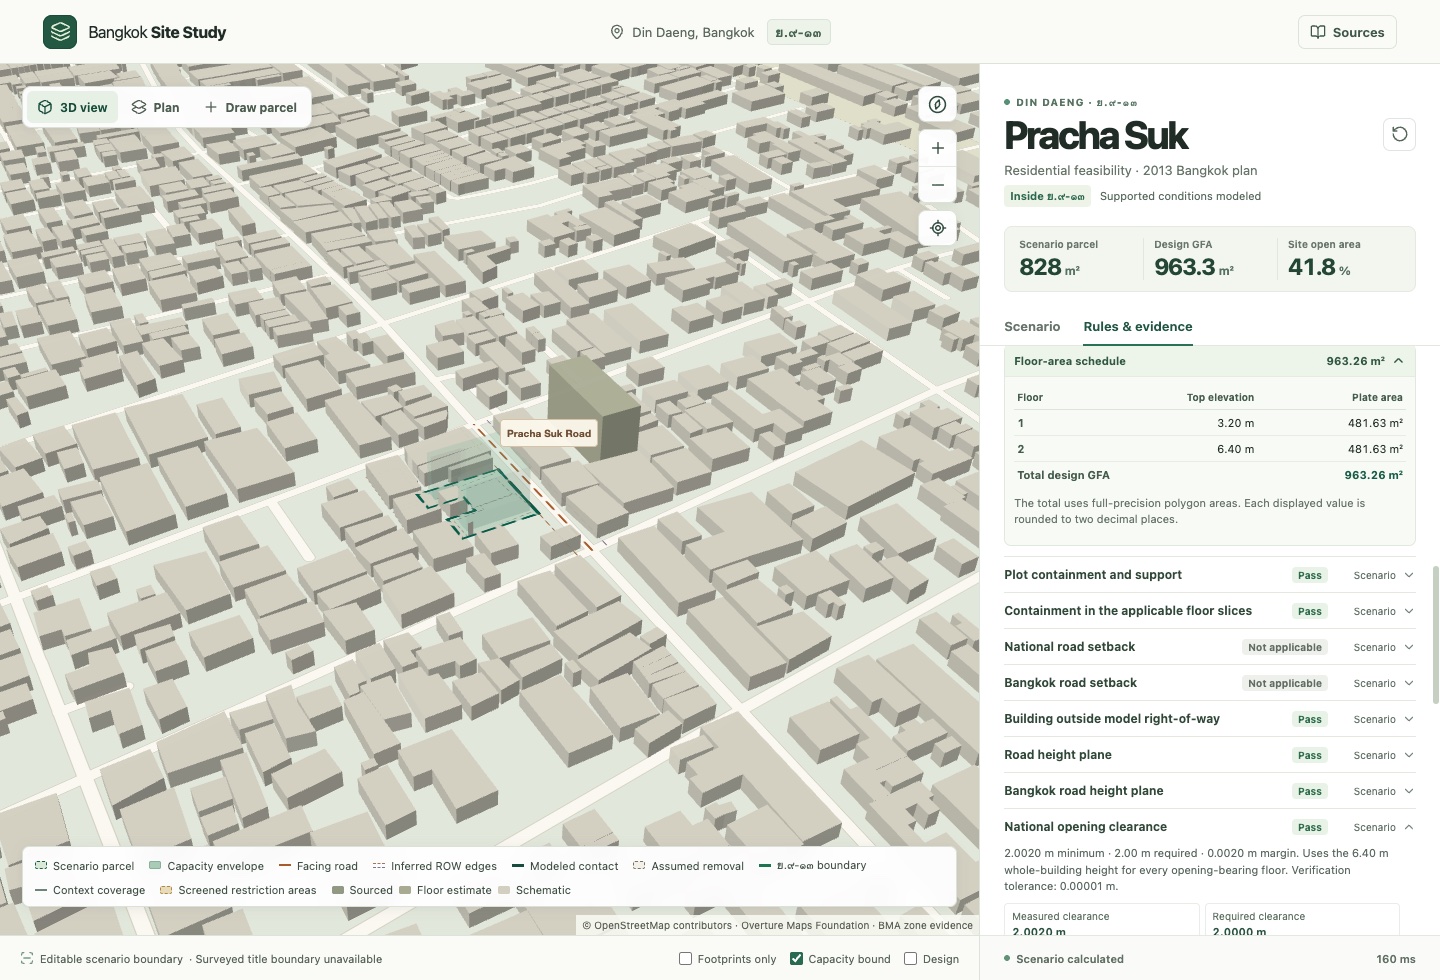 Bangkok Site Study
Din Daeng, Bangkok ย.๙-๑๓
Sources
3D view Plan Draw parcel
Pracha Suk Road
Scenario parcel Capacity envelope Facing road Inferred ROW edges Modeled contact Assumed removal ย.๙-๑๓ boundary
Context coverage Screened restriction areas Sourced Floor estimate Schematic
© OpenStreetMap contributors · Overture Maps Foundation · BMA zone evidence
Editable scenario boundary · Surveyed title boundary unavailable
Footprints only Capacity bound Design
DIN DAENG · ย.๙-๑๓
Pracha Suk
Residential feasibility · 2013 Bangkok plan
Inside ย.๙-๑๓ Supported conditions modeled
Scenario parcel Design GFA Site open area
828 m² 963.3 m² 41.8 %
Scenario Rules & evidence
Floor-area schedule 963.26 m²
Floor Top elevation Plate area
1 3.20 m 481.63 m²
2 6.40 m 481.63 m²
Total design GFA 963.26 m²
The total uses full-precision polygon areas. Each displayed value is
rounded to two decimal places.
Plot containment and support Pass Scenario
Containment in the applicable floor slices Pass Scenario
National road setback Not applicable Scenario
Bangkok road setback Not applicable Scenario
Building outside model right-of-way Pass Scenario
Road height plane Pass Scenario
Bangkok road height plane Pass Scenario
National opening clearance Pass Scenario
2.0020 m minimum · 2.00 m required · 0.0020 m margin. Uses the 6.40 m
whole-building height for every opening-bearing floor. Verification
tolerance: 0.00001 m.
Measured clearance Required clearance
2.0020 m 2.0000 m
Scenario calculated 160 ms